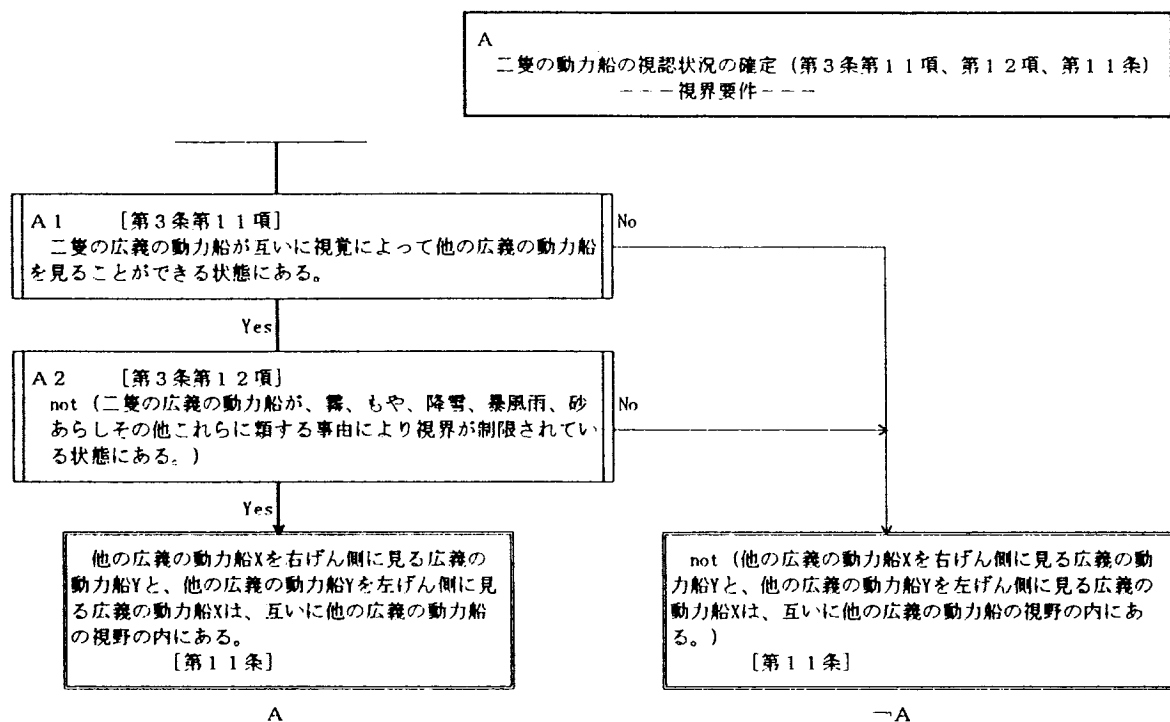 A
二隻の動力船の視認状況の確定（第３条第１１項、第１２項、第１１条）
－－－視界要件－－－
A１　［第３条第１１項］
二隻の広義の動力船が互いに視覚によって他の広義の動力船
を見ることができる状態にある。
No
Yes
A２　［第３条第１２項］
not（二隻の広義の動力船が、霧、もや、降雪、暴風雨、砂
あらしその他これらに類する事由により視界が制限されてい
る状態にある。）
No
Yes
他の広義の動力船Xを右げん側に見る広義の
動力船Yと、他の広義の動力船Yを左げん側に見
る広義の動力船Xは、互いに他の広義の動力船
の視野の内にある。
［第１１条］
A
not（他の広義の動力船Xを右げん側に見る広義の動
力船Yと、他の広義の動力船Yを左げん側に見る広義の
動力船Xは、互いに他の広義の動力船の視野の内にあ
る。）
［第１１条］
￢A